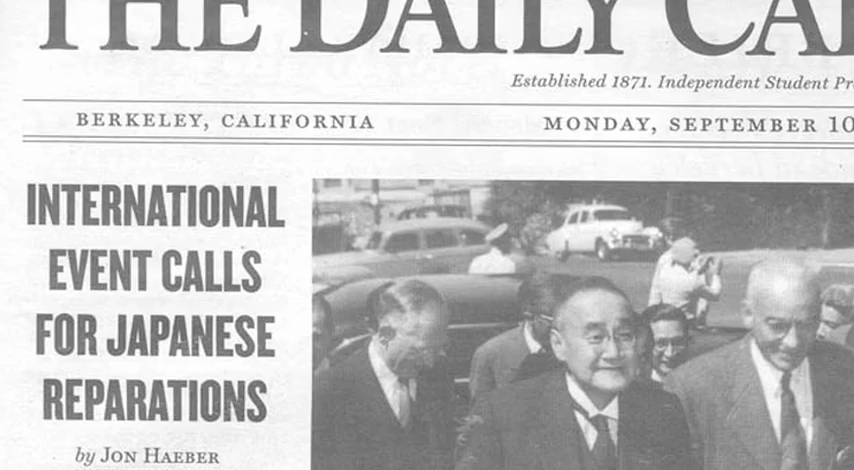 THE DAILY CA
Established 1871. Independent Student Pr
BERKELEY, CALIFORNIA
MONDAY, SEPTEMBER 10
INTERNATIONAL
EVENT CALLS
FOR JAPANESE
REPARATIONS
by JON HAEBER